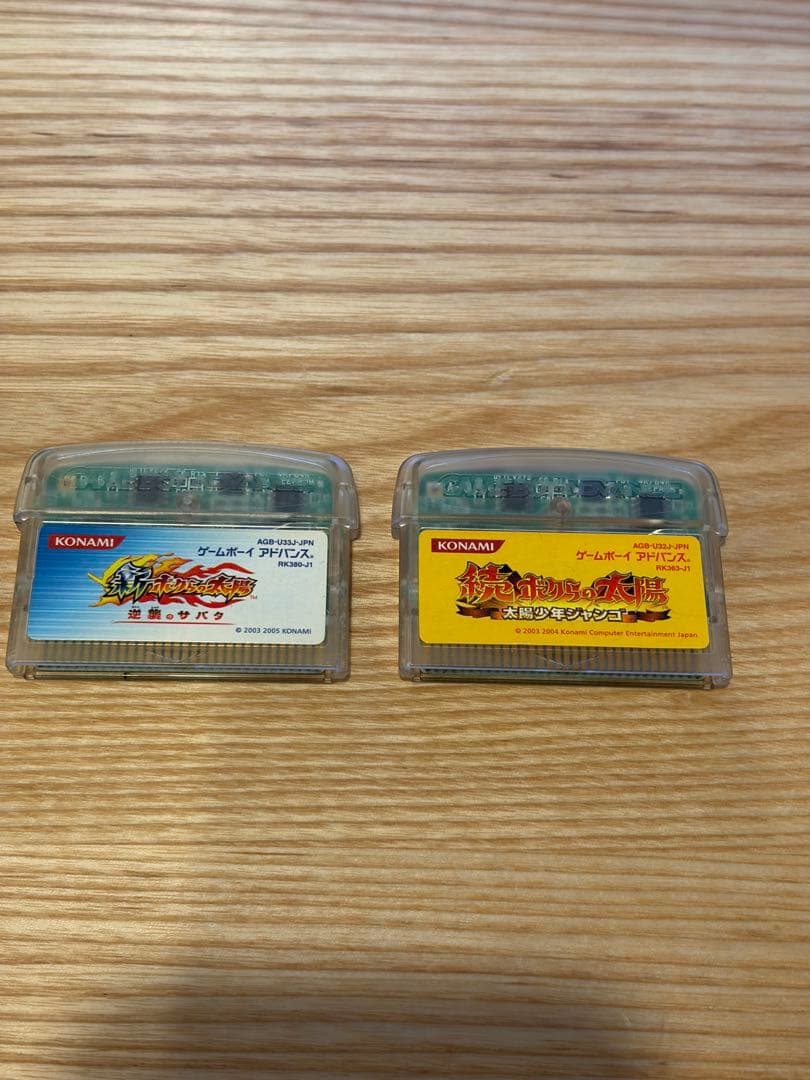 KONAMI
AGB-U33J-JPN
ゲームボーイ アドバンス®
RK380-J1
新ボクらの太陽™
逆襲のサバタ
© 2003 2005 KONAMI
KONAMI
AGB-U32J-JPN
ゲームボーイ アドバンス®
RK363-J1
続ボクらの太陽
太陽少年ジャンゴ
© 2003 2004 Konami Computer Entertainment Japan